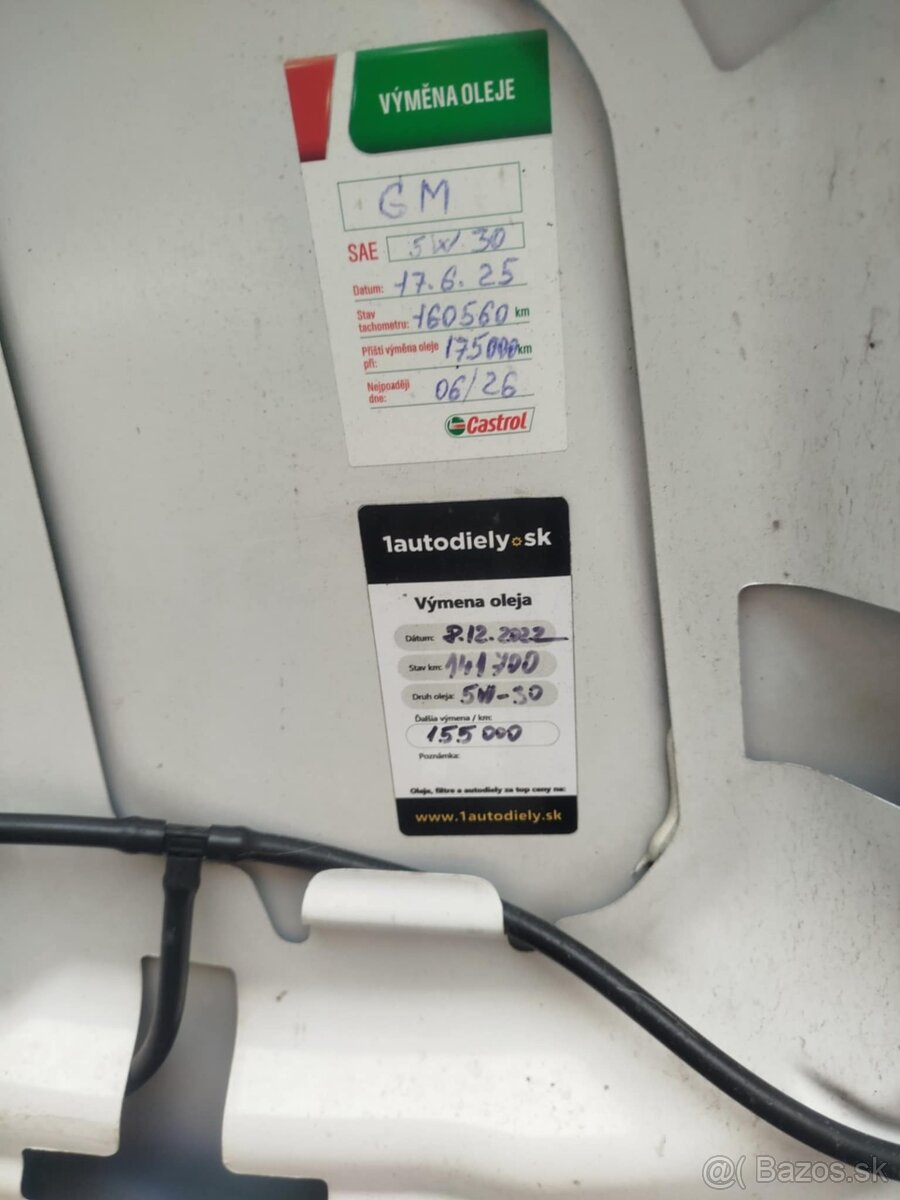 VÝMĚNA OLEJE
GM
SAE 5W 30
Datum: 17.6.25
Stav
tachometru: 160560 km
Příští výměna oleje
při: 175000 km
Nejpozději
dne: 06/26
Castrol
1autodiely.sk
Výmena oleja
Dátum: 8.12.2022
Stav km: 141700
Druh oleja: 5W-30
Ďalšia výmena / km:
155 000
Poznámka:
Oleje, filtre a autodiely za top ceny na:
www.1autodiely.sk
@( Bazos.sk